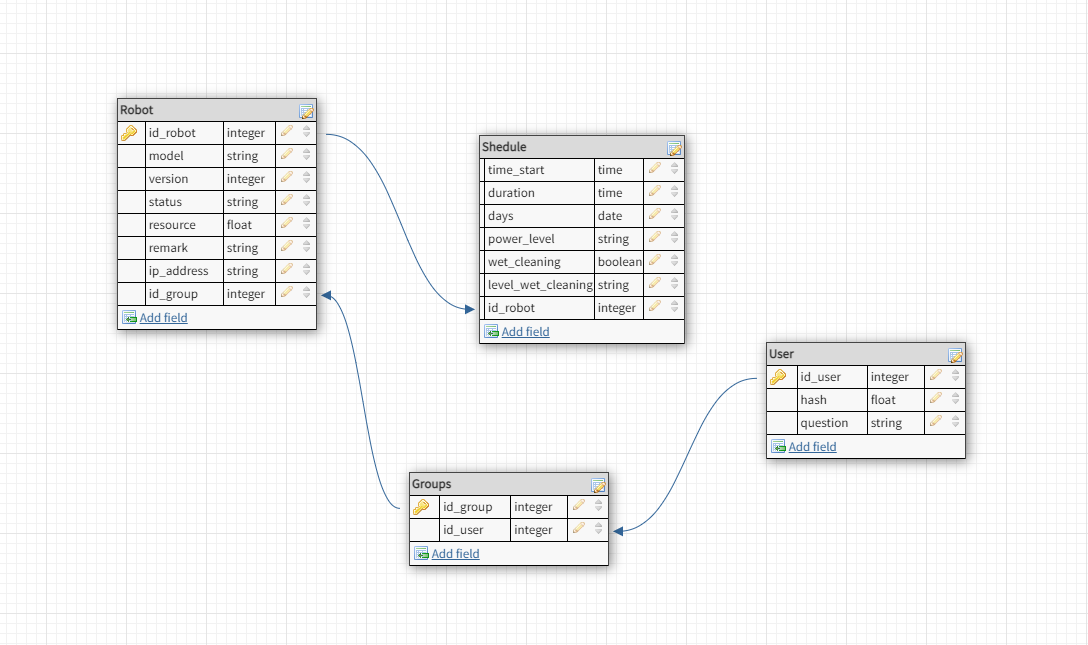 Robot
id_robot integer
model string
version integer
status string
resource float
remark string
ip_address string
id_group integer
Add field
Shedule
time_start time
duration time
days date
power_level string
wet_cleaning boolean
level_wet_cleaning string
id_robot integer
Add field
User
id_user integer
hash float
question string
Add field
Groups
id_group integer
id_user integer
Add field